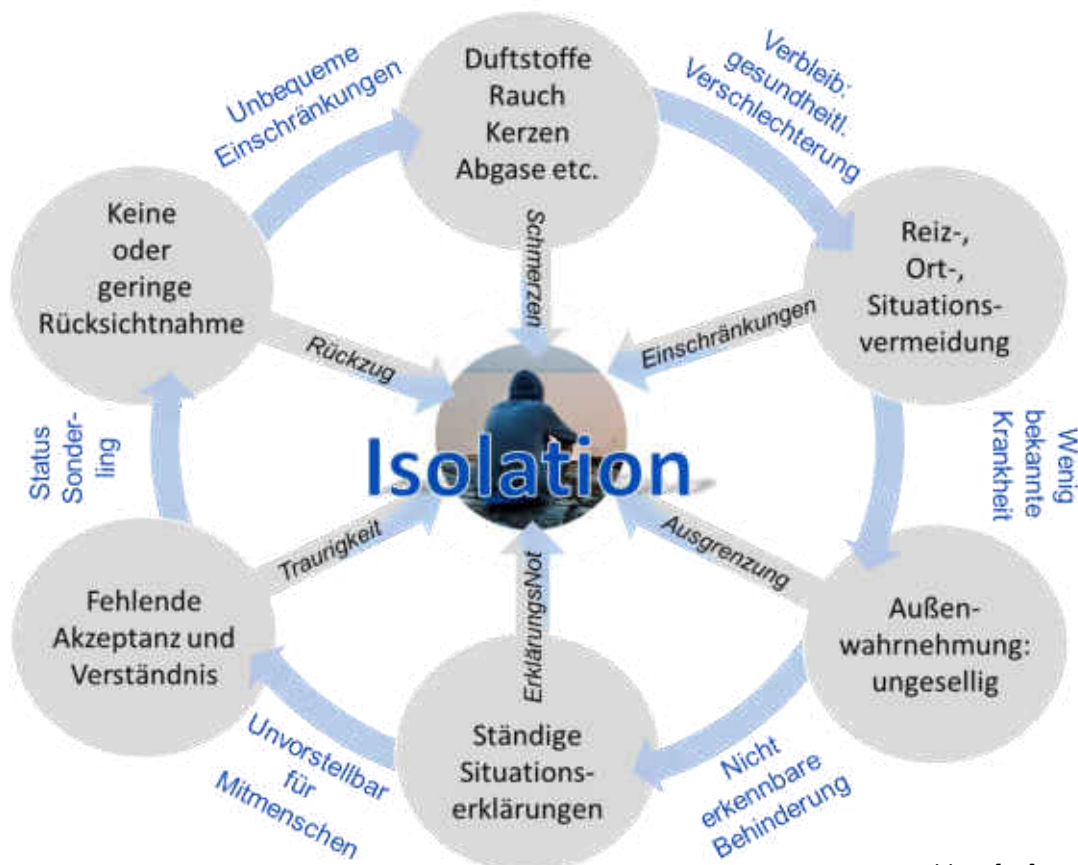 Duftstoffe
Rauch
Kerzen
Abgase etc.
Verbleib:
gesundheitl.
Verschlechterung
Reiz-,
Ort-,
Situations-
vermeidung
Wenig
bekannte
Krankheit
Außen-
wahrnehmung:
ungesellig
Nicht
erkennbare
Behinderung
Ständige
Situations-
erklärungen
Unvorstellbar
für
Mitmenschen
Fehlende
Akzeptanz und
Verständnis
Status
Sonder-
ling
Keine
oder
geringe
Rücksichtnahme
Unbequeme
Einschränkungen
Schmerzen
Einschränkungen
Ausgrenzung
ErklärungsNot
Traurigkeit
Rückzug
Isolation